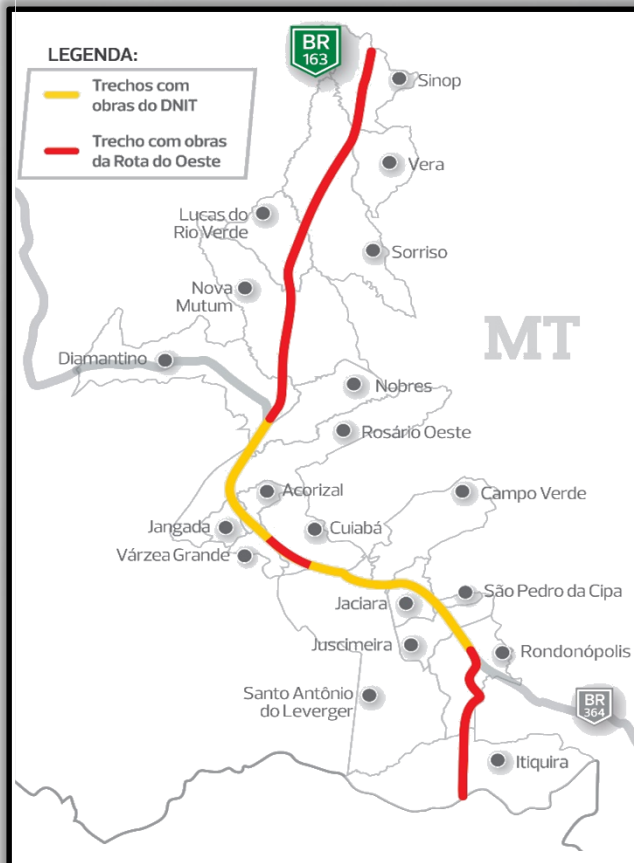 LEGENDA:
Trechos com
obras do DNIT
Trecho com obras
da Rota do Oeste
BR
163
Sinop
Vera
Lucas do
Rio Verde
Sorriso
Nova
Mutum
MT
Diamantino
Nobres
Rosário Oeste
Acorizal
Campo Verde
Jangada
Cuiabá
Várzea Grande
São Pedro da Cipa
Jaciara
Juscimeira
Rondonópolis
Santo Antônio
do Leverger
BR
364
Itiquira